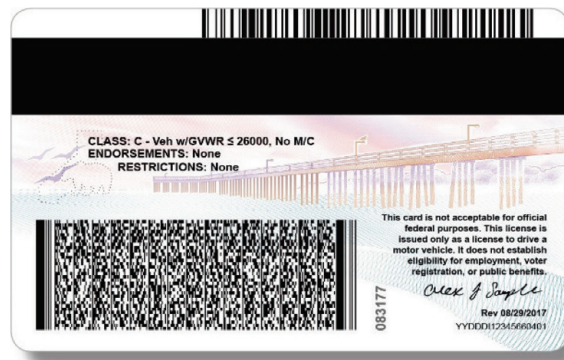 CLASS: C - Veh w/GVWR ≤ 26000, No M/C
ENDORSEMENTS: None
RESTRICTIONS: None
This card is not acceptable for official
federal purposes. This license is
issued only as a license to drive a
motor vehicle. It does not establish
eligibility for employment, voter
registration, or public benefits.
Alex J Sample
083177
Rev 08/29/2017
YYDDDI12345660401